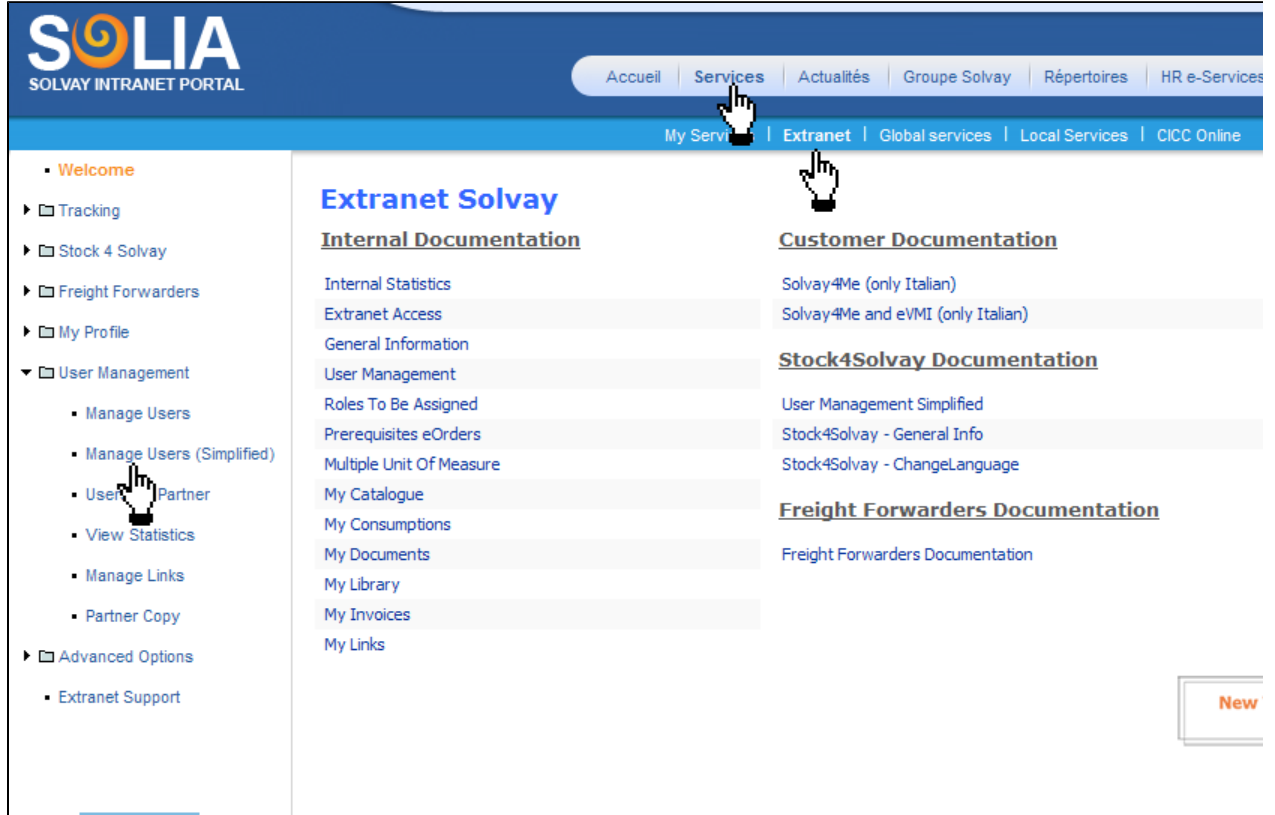 SOLIA
SOLVAY INTRANET PORTAL
Accueil Services Actualités Groupe Solvay Répertoires HR e-Services
My Servi | Extranet | Global services | Local Services | CICC Online
Welcome
Tracking
Stock 4 Solvay
Freight Forwarders
My Profile
User Management
Manage Users
Manage Users (Simplified)
User Partner
View Statistics
Manage Links
Partner Copy
Advanced Options
Extranet Support
Extranet Solvay
Internal Documentation
Internal Statistics
Extranet Access
General Information
User Management
Roles To Be Assigned
Prerequisites eOrders
Multiple Unit Of Measure
My Catalogue
My Consumptions
My Documents
My Library
My Invoices
My Links
Customer Documentation
Solvay4Me (only Italian)
Solvay4Me and eVMI (only Italian)
Stock4Solvay Documentation
User Management Simplified
Stock4Solvay - General Info
Stock4Solvay - ChangeLanguage
Freight Forwarders Documentation
Freight Forwarders Documentation
New